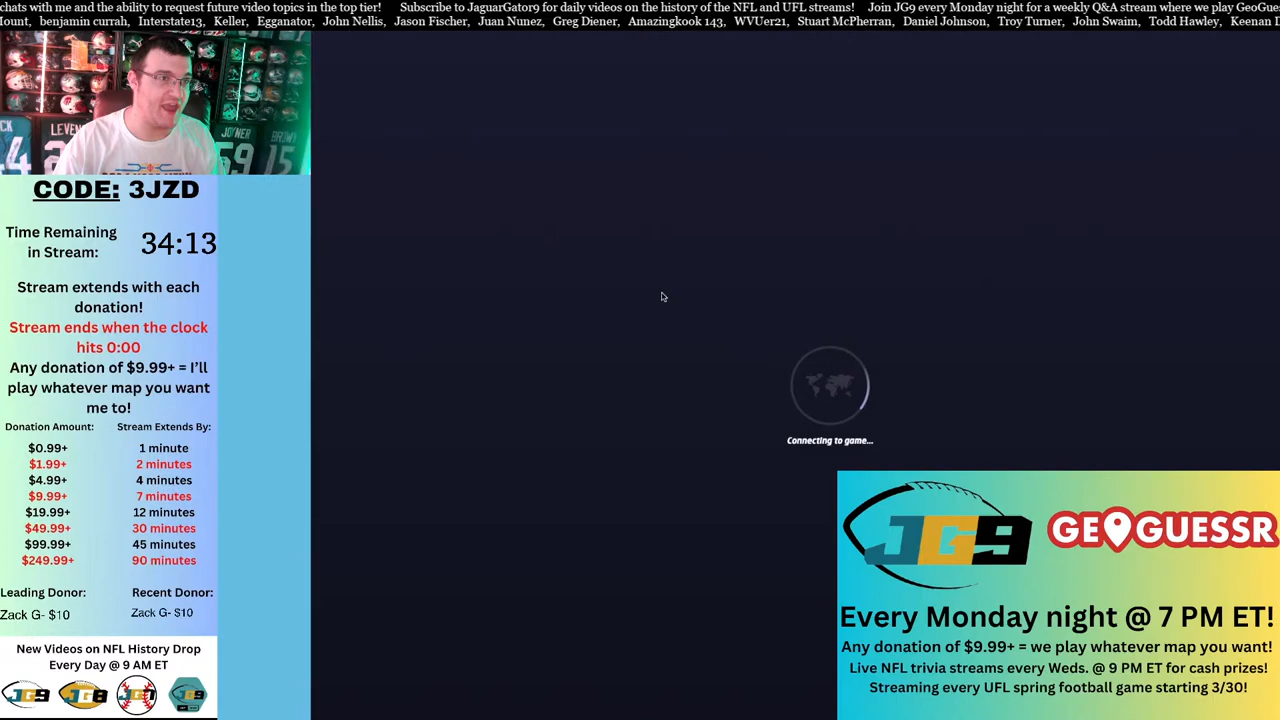 chats with me and the ability to request future video topics in the top tier! Subscribe to JaguarGator9 for daily videos on the history of the NFL and UFL streams! Join JG9 every Monday night for a weekly Q&A stream where we play GeoGues
Iount, benjamin currah, Interstate13, Keller, Egganator, John Nellis, Jason Fischer, Juan Nunez, Greg Diener, Amazingkook 143, WVUer21, Stuart McPherran, Daniel Johnson, Troy Turner, John Swaim, Todd Hawley, Keenan
CK
LEVEN
JOYNER
59
15
CODE: 3JZD
Time Remaining
in Stream:
34:13
Stream extends with each
donation!
Stream ends when the clock
hits 0:00
Any donation of $9.99+ = I'll
play whatever map you want
me to!
Donation Amount: Stream Extends By:
$0.99+ 1 minute
$1.99+ 2 minutes
$4.99+ 4 minutes
$9.99+ 7 minutes
$19.99+ 12 minutes
$49.99+ 30 minutes
$99.99+ 45 minutes
$249.99+ 90 minutes
Leading Donor: Recent Donor:
Zack G- $10 Zack G- $10
New Videos on NFL History Drop
Every Day @ 9 AM ET
JG9 JG8
Connecting to game...
JG9 GEOGUESSR
Every Monday night @ 7 PM ET!
Any donation of $9.99+ = we play whatever map you want!
Live NFL trivia streams every Weds. @ 9 PM ET for cash prizes!
Streaming every UFL spring football game starting 3/30!